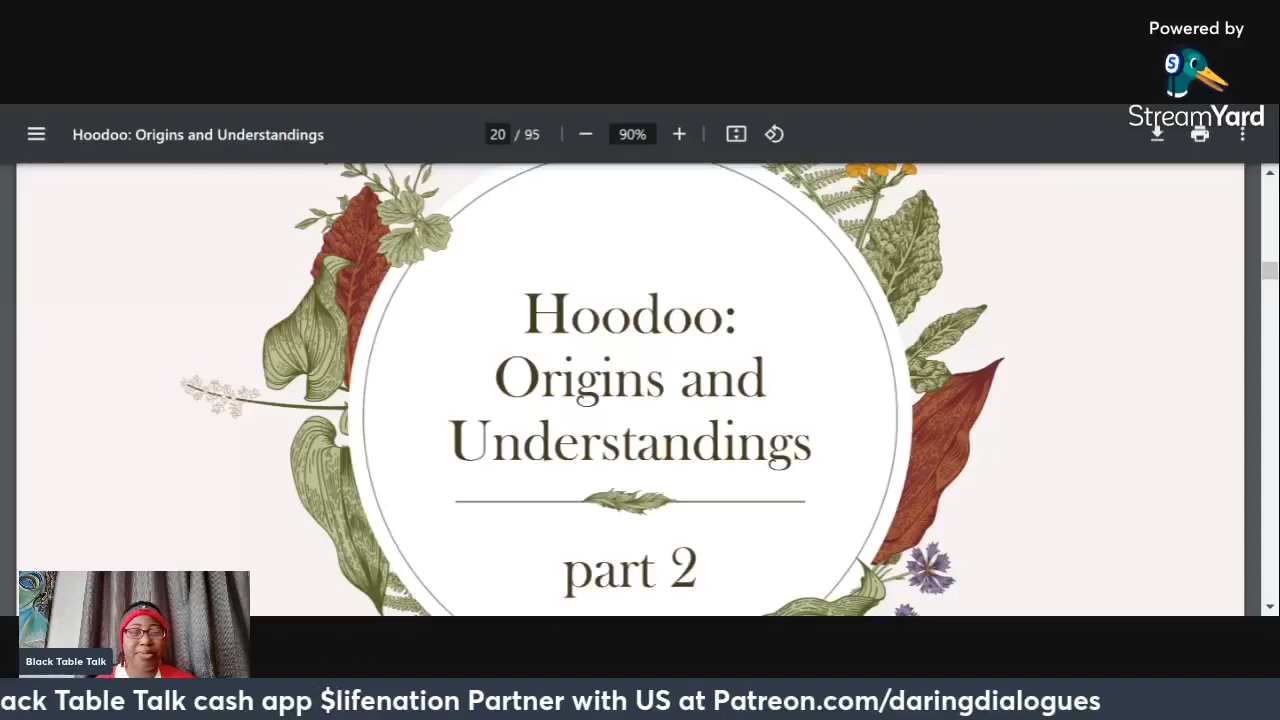 Powered by
StreamYard
Hoodoo: Origins and Understandings
20 / 95
90%
Hoodoo:
Origins and
Understandings
part 2
Black Table Talk
ack Table Talk cash app $lifenation Partner with US at Patreon.com/daringdialogues